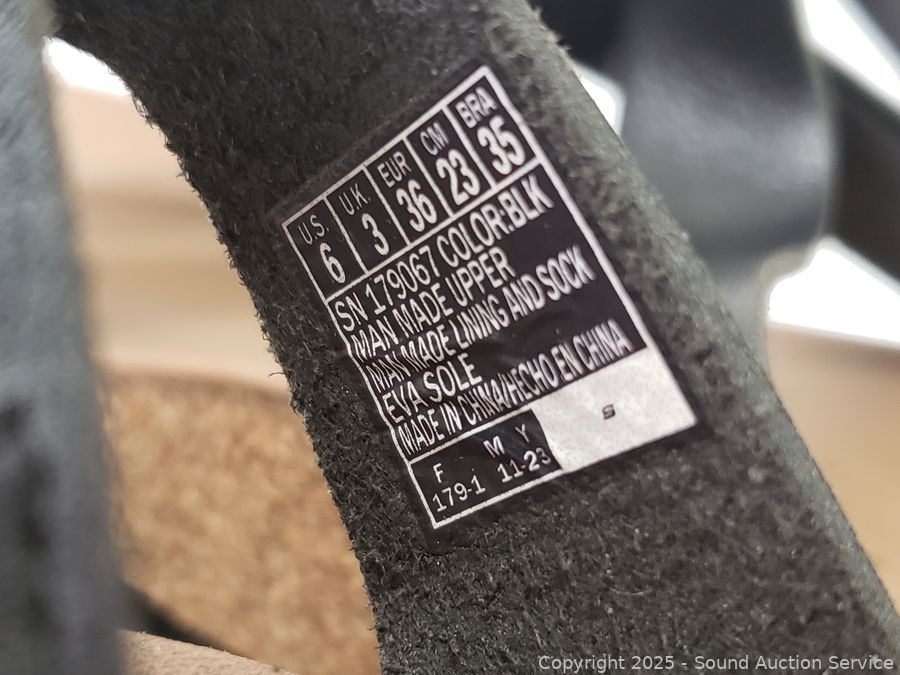 U.S. U.K. EUR CM BRA
6 3 36 23 35
SN 179067 COLOR:BLK
MAN MADE UPPER
MAN MADE LINING AND SOCK
EVA SOLE
MADE IN CHINA/HECHO EN CHINA
F M Y
179-1 11-23
S
Copyright 2025 - Sound Auction Service